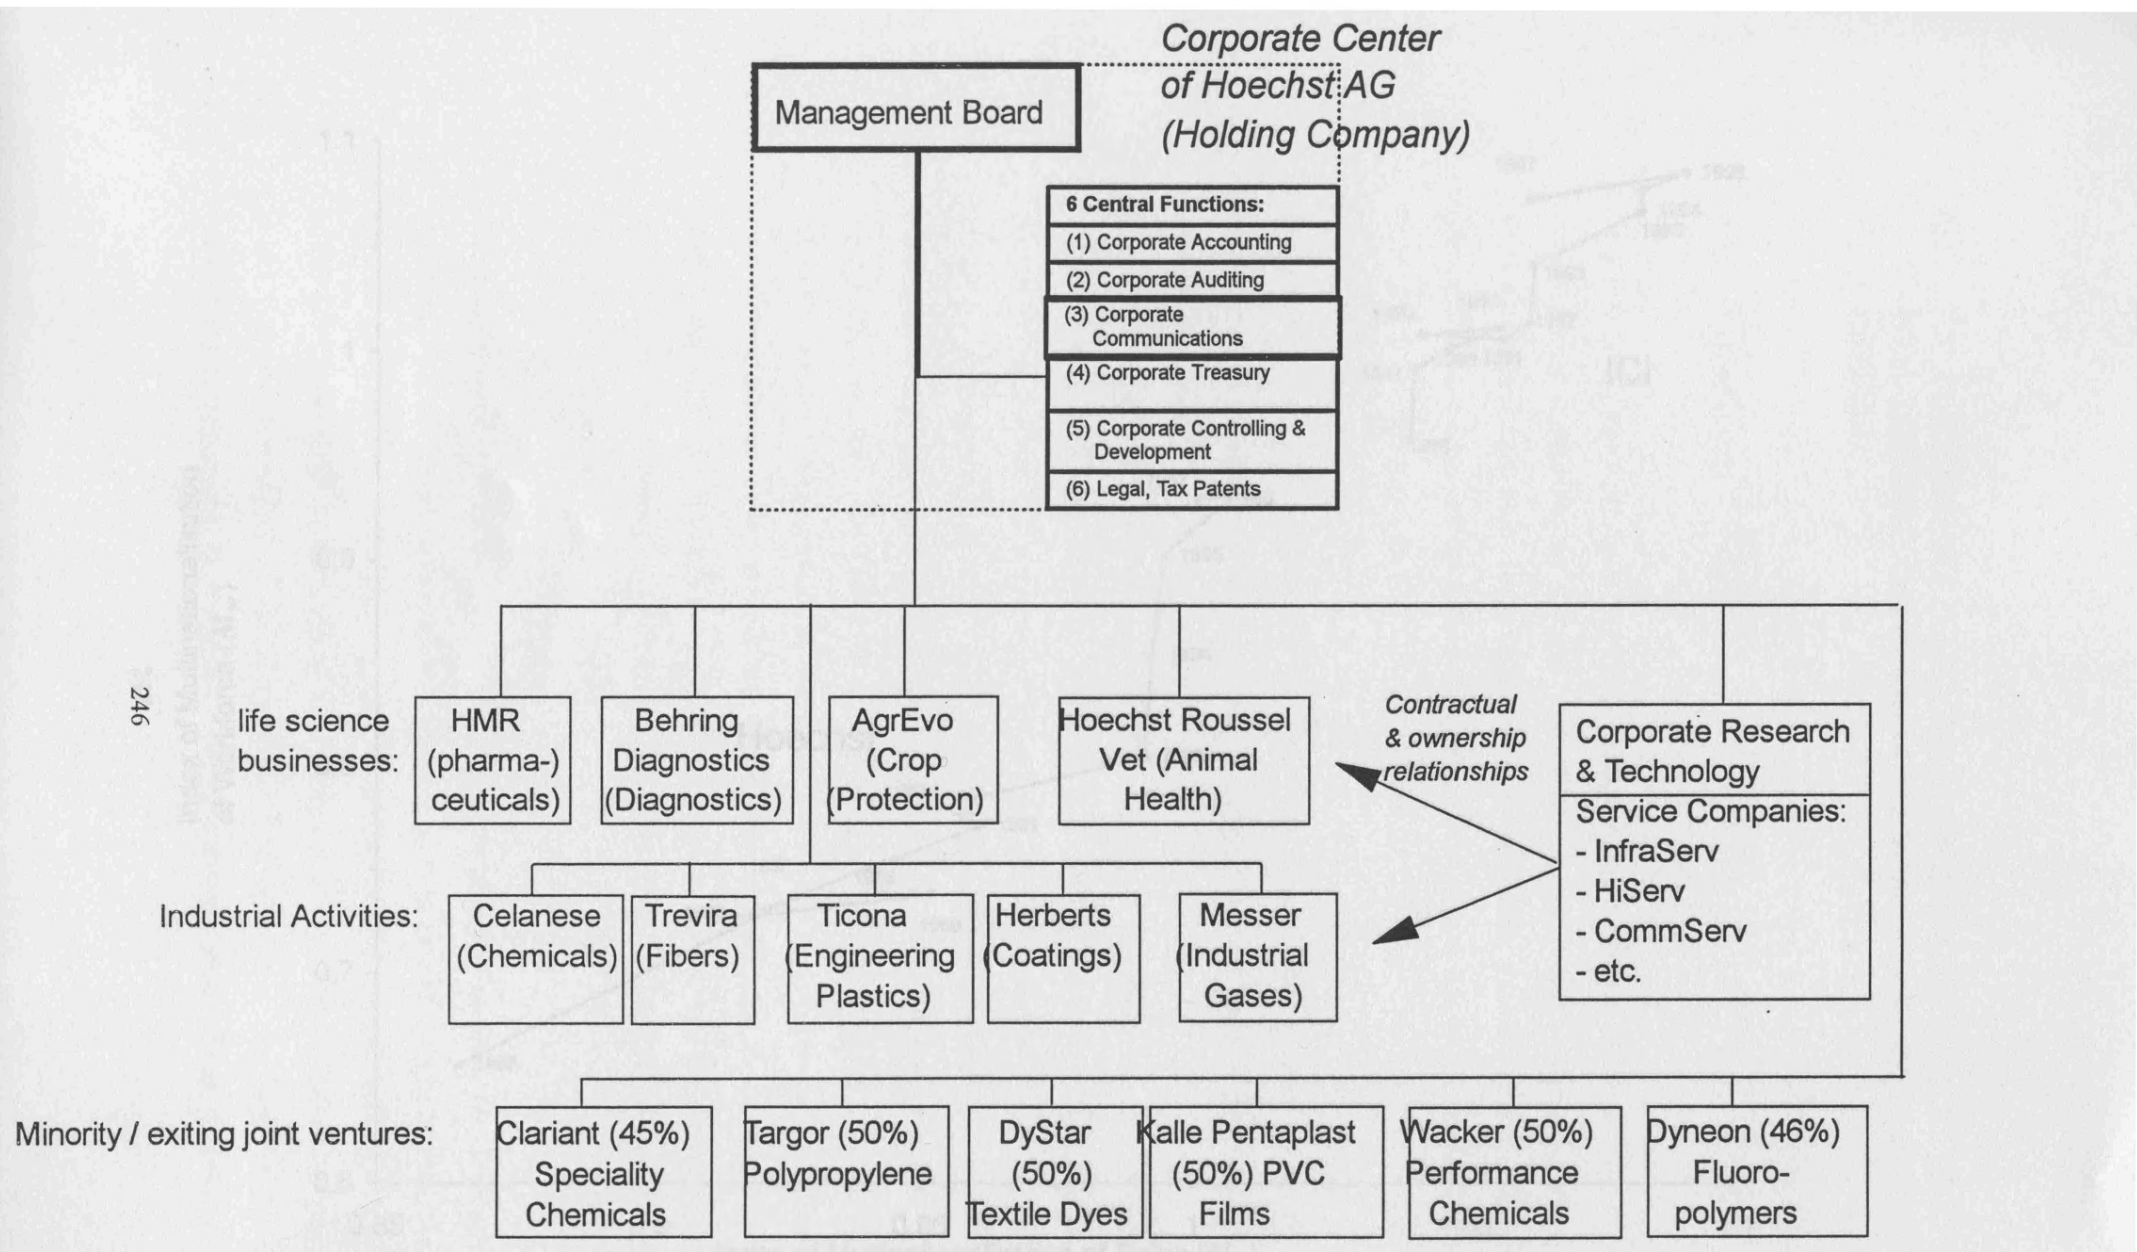 Corporate Center
of Hoechst AG
(Holding Company)
Management Board
6 Central Functions:
(1) Corporate Accounting
(2) Corporate Auditing
(3) Corporate
Communications
(4) Corporate Treasury
(5) Corporate Controlling &
Development
(6) Legal, Tax Patents
246
life science
businesses:
HMR
(pharma-)
ceuticals)
Behring
Diagnostics
(Diagnostics)
AgrEvo
(Crop
(Protection)
Hoechst Roussel
Vet (Animal
Health)
Contractual
& ownership
relationships
Corporate Research
& Technology
Service Companies:
- InfraServ
- HiServ
- CommServ
- etc.
Industrial Activities:
Celanese
(Chemicals)
Trevira
(Fibers)
Ticona
(Engineering
Plastics)
Herberts
(Coatings)
Messer
(Industrial
Gases)
Minority / exiting joint ventures:
Clariant (45%)
Speciality
Chemicals
Targor (50%)
Polypropylene
DyStar
(50%)
Textile Dyes
Kalle Pentaplast
(50%) PVC
Films
Wacker (50%)
Performance
Chemicals
Dyneon (46%)
Fluoro-
polymers